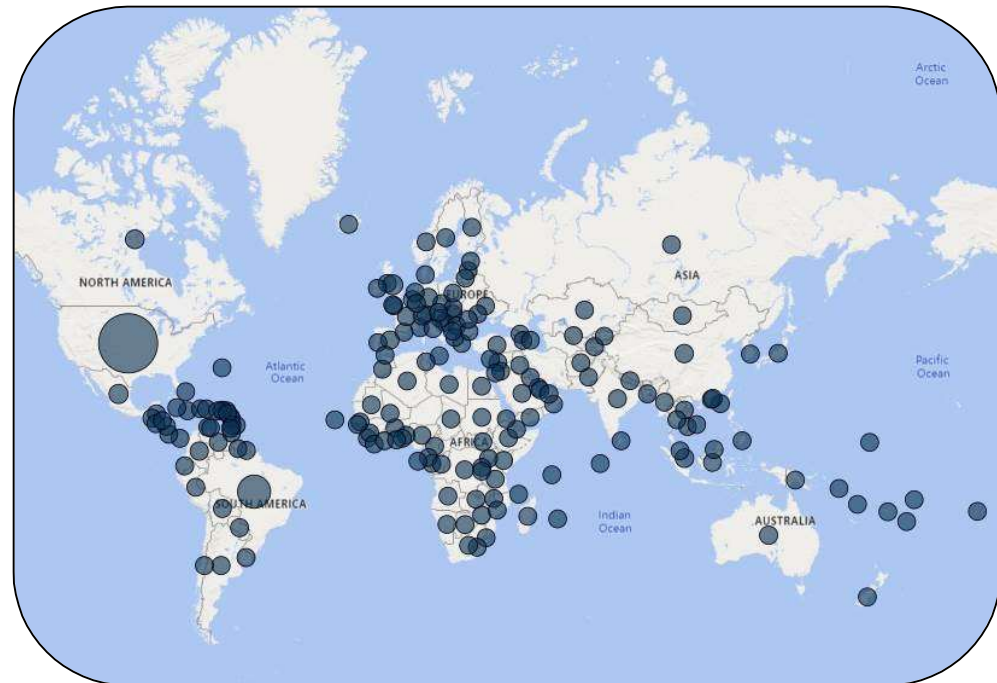 Arctic
Ocean
NORTH AMERICA
ASIA
EUROPE
Atlantic
Ocean
Pacific
Ocean
AFRICA
SOUTH AMERICA
Indian
Ocean
AUSTRALIA